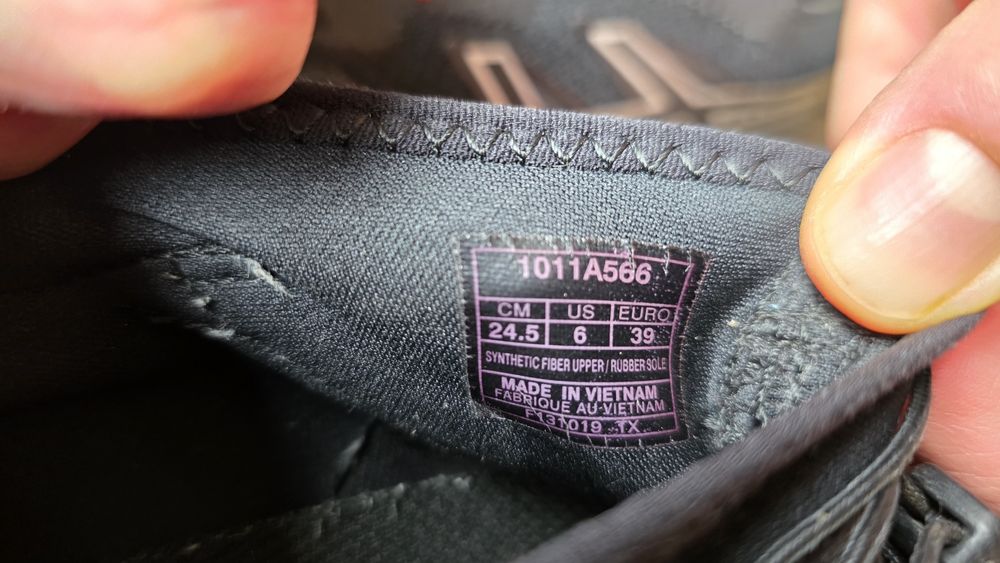 1011A566
CM US EURO
24.5 6 39
SYNTHETIC FIBER UPPER / RUBBER SOLE
MADE IN VIETNAM
FABRIQUE AU VIETNAM
F131019 1X